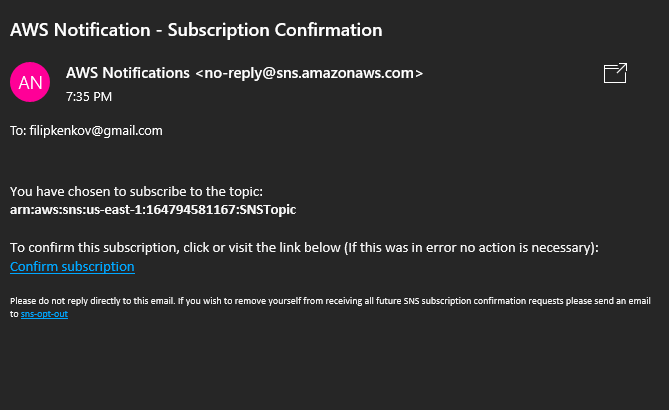 AWS Notification - Subscription Confirmation
AN
AWS Notifications <no-reply@sns.amazonaws.com>
7:35 PM
To: filipkenkov@gmail.com
You have chosen to subscribe to the topic:
arn:aws:sns:us-east-1:164794581167:SNSTopic
To confirm this subscription, click or visit the link below (If this was in error no action is necessary):
Confirm subscription
Please do not reply directly to this email. If you wish to remove yourself from receiving all future SNS subscription confirmation requests please send an email
to sns-opt-out